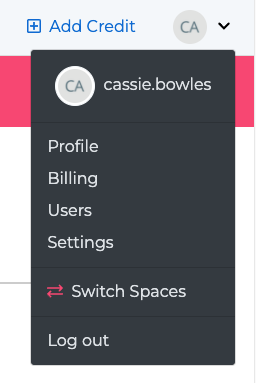 Add Credit CA
CA cassie.bowles
Profile
Billing
Users
Settings
Switch Spaces
Log out